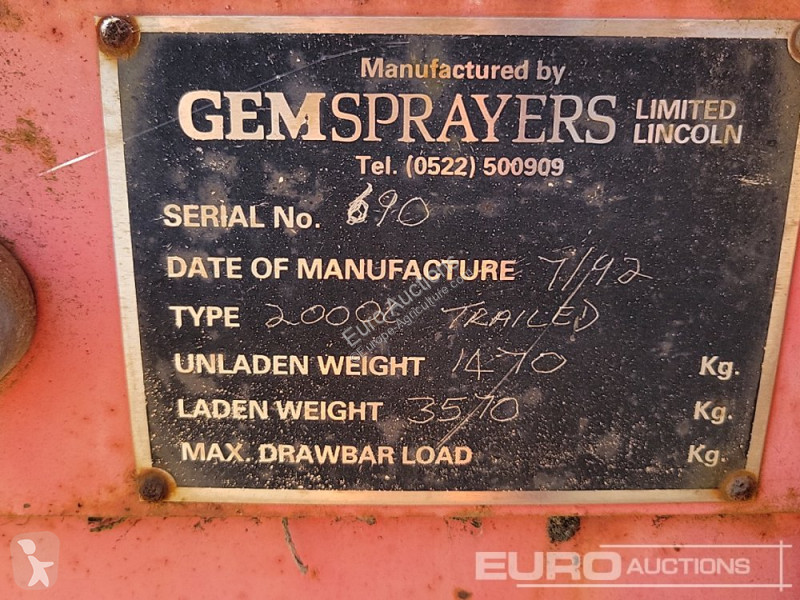 Manufactured by
GEMSPRAYERS LIMITED LINCOLN
Tel. (0522) 500909
SERIAL No. 690
DATE OF MANUFACTURE 7/92
TYPE TRAILED
UNLADEN WEIGHT 1470 Kg.
LADEN WEIGHT 3570 Kg.
MAX. DRAWBAR LOAD Kg.
EURO AUCTIONS